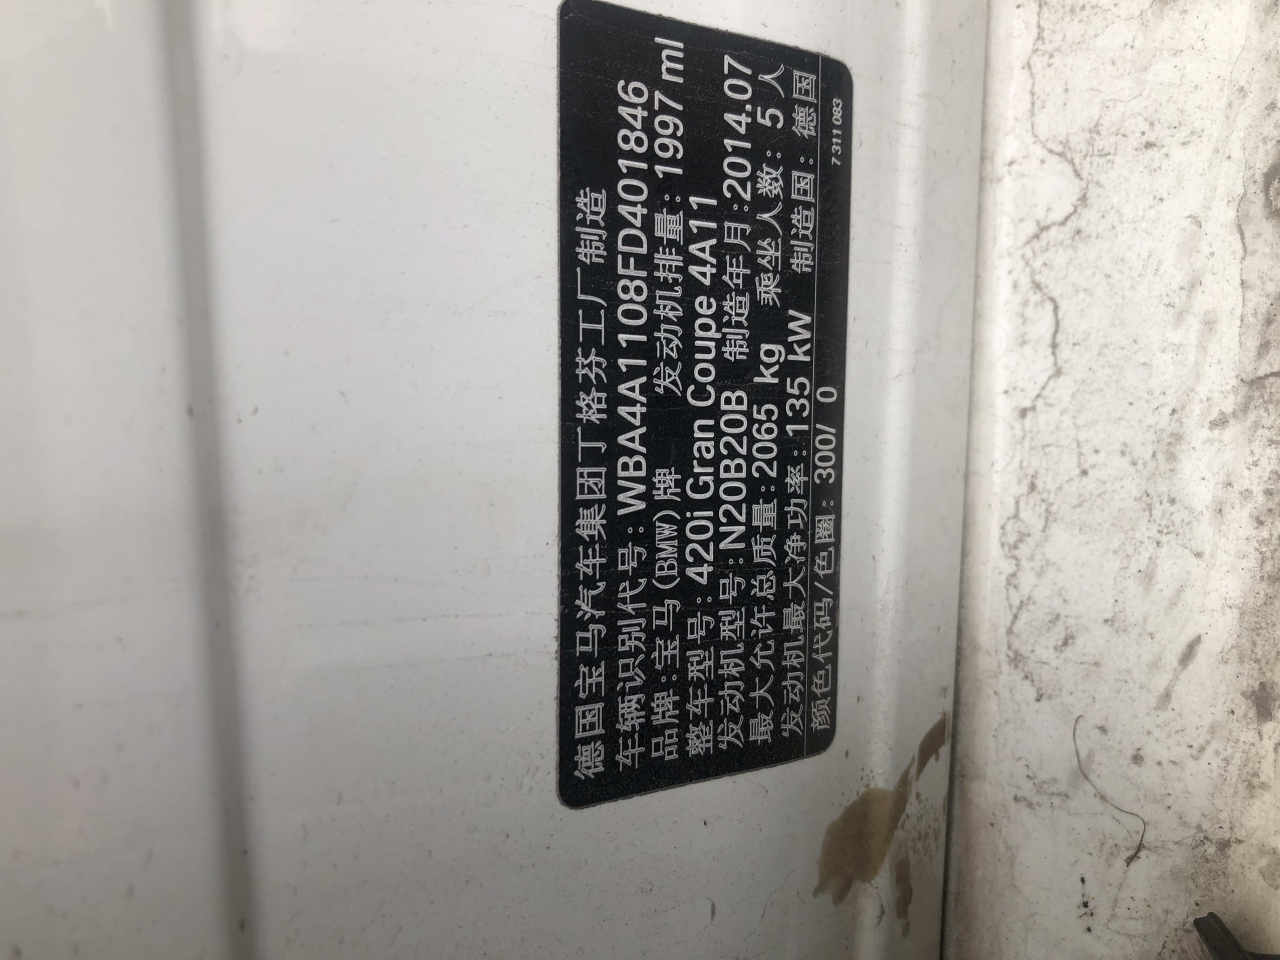 德国宝马汽车集团丁格芬工厂制造
车辆识别代号:WBA4A1108FD401846
品牌:宝马(BMW)牌 发动机排量:1997 ml
整车型号:420i Gran Coupe 4A11
发动机型号:N20B20B 制造年月:2014.07
最大允许总质量:2065 kg 乘坐人数: 5 人
发动机最大净功率:135 kW 制造国: 德国
颜色代码/色圈: 300/ 0
7 311 083